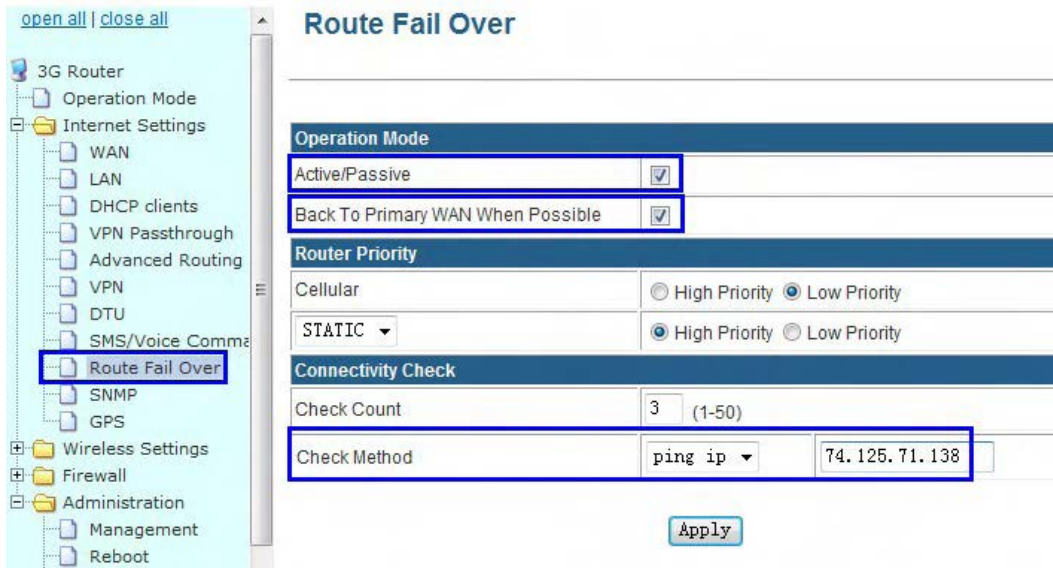 open all | close all
3G Router
Operation Mode
Internet Settings
WAN
LAN
DHCP clients
VPN Passthrough
Advanced Routing
VPN
DTU
SMS/Voice Comma
Route Fail Over
SNMP
GPS
Wireless Settings
Firewall
Administration
Management
Reboot
Route Fail Over
Operation Mode
Active/Passive
Back To Primary WAN When Possible
Router Priority
Cellular High Priority Low Priority
STATIC High Priority Low Priority
Connectivity Check
Check Count 3 (1-50)
Check Method ping ip 74.125.71.138
Apply